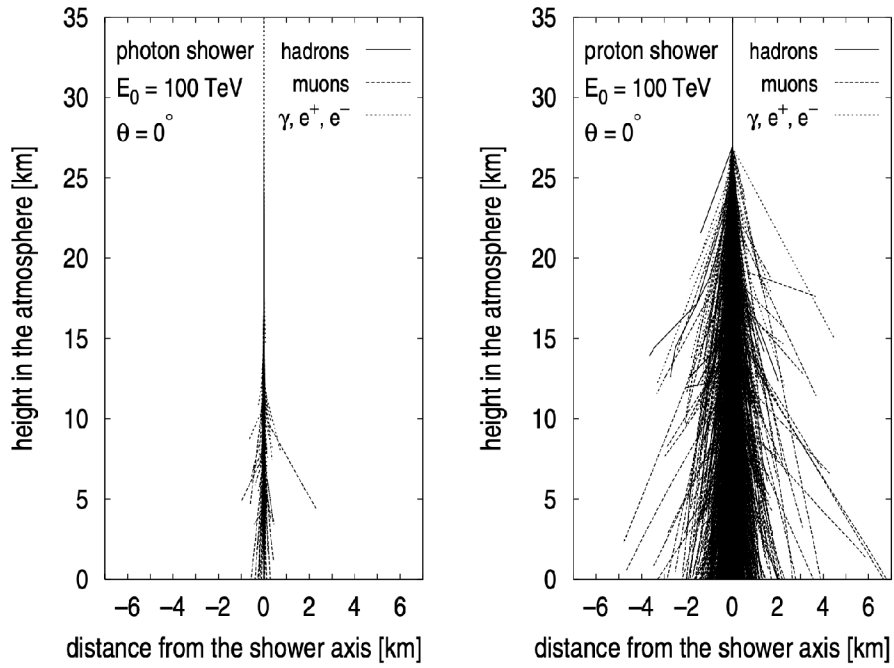 photon shower
E₀ = 100 TeV
θ = 0°
hadrons
muons
γ, e⁺, e⁻
35
30
25
20
15
10
5
0
−6 −4 −2 0 2 4 6
height in the atmosphere [km]
distance from the shower axis [km]
proton shower
E₀ = 100 TeV
θ = 0°
hadrons
muons
γ, e⁺, e⁻
35
30
25
20
15
10
5
0
−6 −4 −2 0 2 4 6
height in the atmosphere [km]
distance from the shower axis [km]